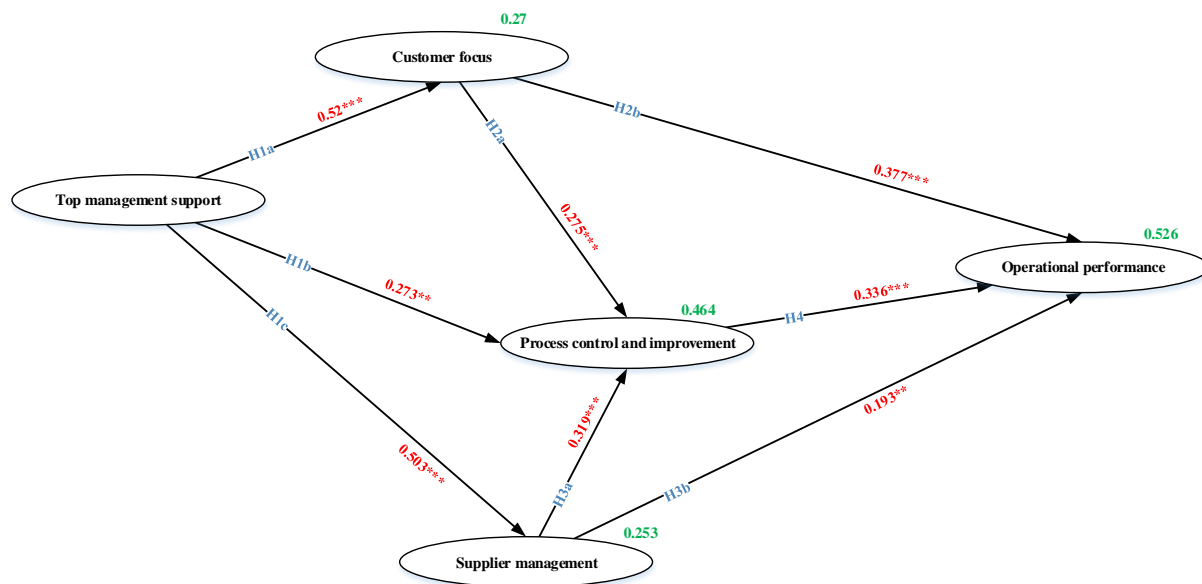 0.27
Customer focus
0.52***
H1a
H2a
H2b
Top management support
0.377***
0.275***
H1b
0.526
Operational performance
0.273**
0.336***
H1c
0.464
H4
Process control and improvement
0.193**
0.319***
0.503***
H3a
H3b
0.253
Supplier management